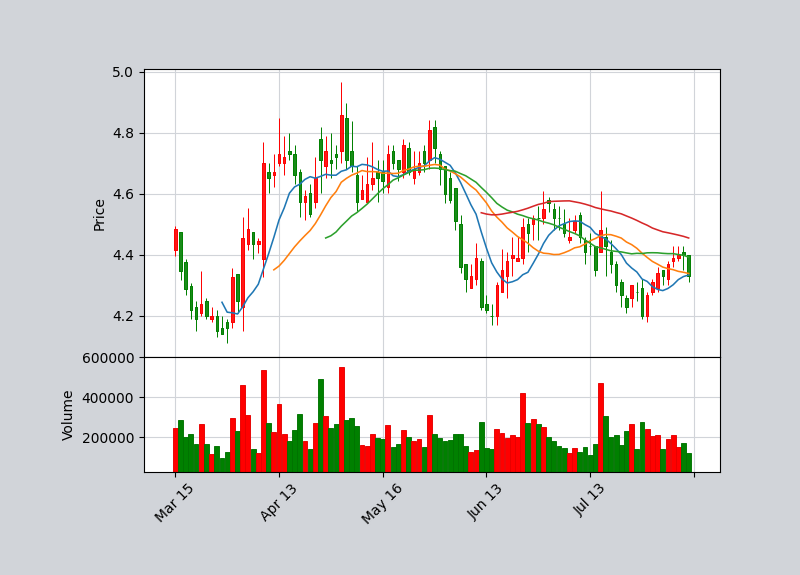 5.0
4.8
4.6
4.4
4.2
Price
600000
400000
200000
Volume
Mar 15
Apr 13
May 16
Jun 13
Jul 13